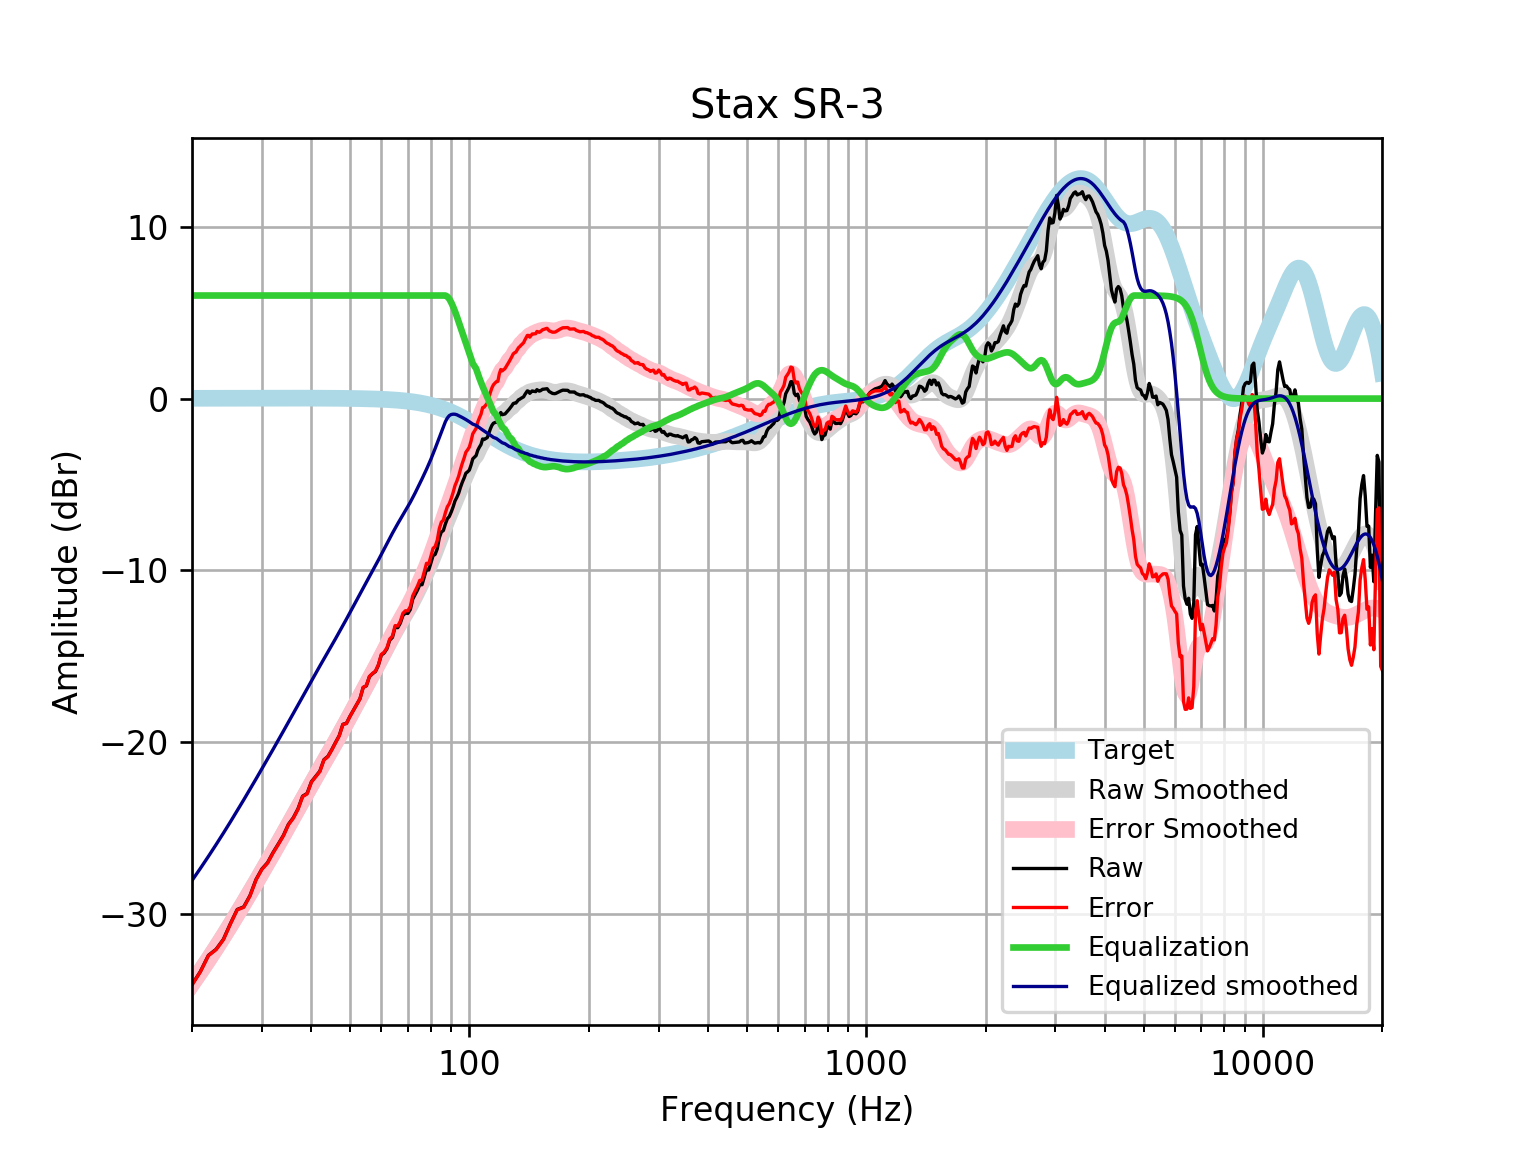 Stax SR-3
Amplitude (dBr)
10
0
−10
−20
−30
Target
Raw Smoothed
Error Smoothed
Raw
Error
Equalization
Equalized smoothed
100
1000
10000
Frequency (Hz)